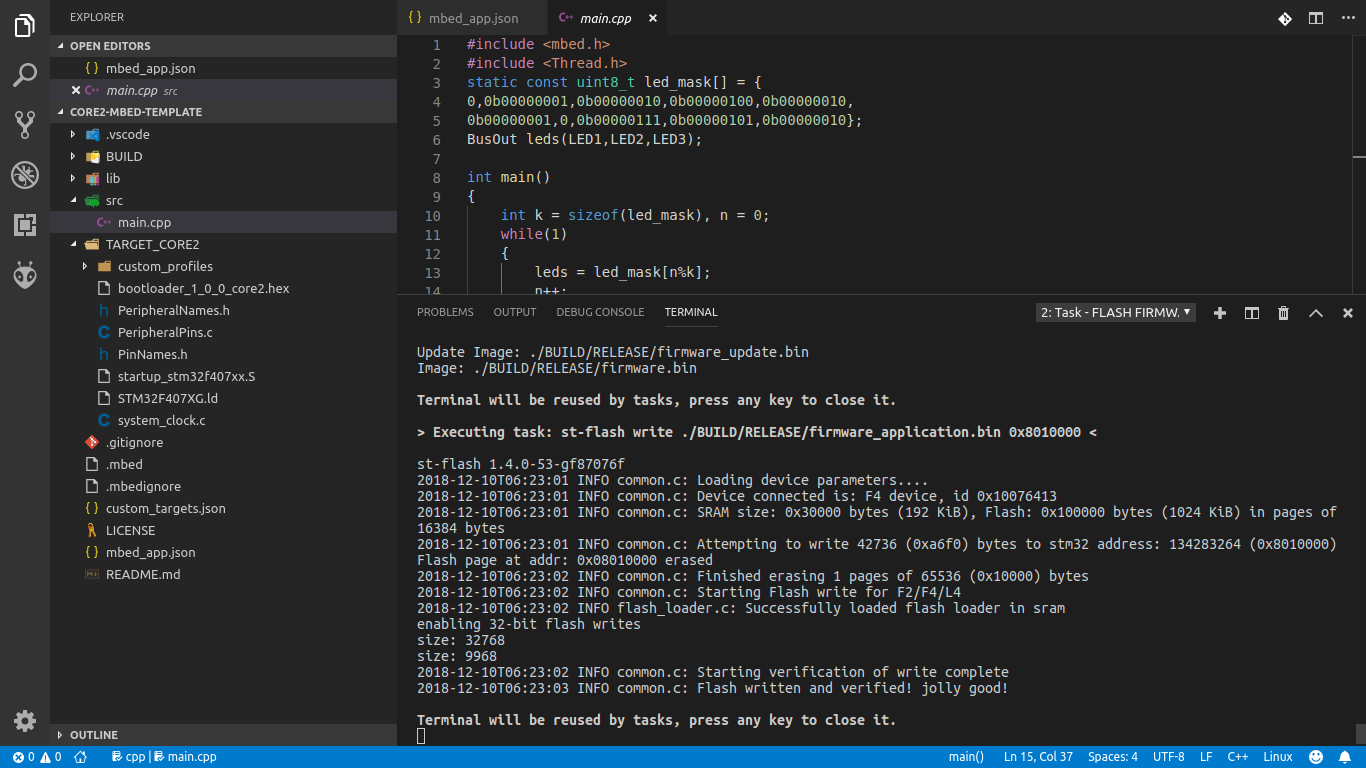 EXPLORER
OPEN EDITORS
{ } mbed_app.json
C++ main.cpp src
CORE2-MBED-TEMPLATE
.vscode
BUILD
lib
src
C++ main.cpp
TARGET_CORE2
custom_profiles
bootloader_1_0_0_core2.hex
h PeripheralNames.h
C PeripheralPins.c
h PinNames.h
startup_stm32f407xx.S
STM32F407XG.ld
C system_clock.c
.gitignore
.mbed
.mbedignore
{ } custom_targets.json
LICENSE
{ } mbed_app.json
README.md
OUTLINE
{ } mbed_app.json C++ main.cpp
1 #include <mbed.h>
2 #include <Thread.h>
3 static const uint8_t led_mask[] = {
4 0,0b00000001,0b00000010,0b00000100,0b00000010,
5 0b00000001,0,0b00000111,0b00000101,0b00000010};
6 BusOut leds(LED1,LED2,LED3);
7
8 int main()
9 {
10 int k = sizeof(led_mask), n = 0;
11 while(1)
12 {
13 leds = led_mask[n%k];
14 n++;
PROBLEMS OUTPUT DEBUG CONSOLE TERMINAL 2: Task - FLASH FIRMW.
Update Image: ./BUILD/RELEASE/firmware_update.bin
Image: ./BUILD/RELEASE/firmware.bin
Terminal will be reused by tasks, press any key to close it.
> Executing task: st-flash write ./BUILD/RELEASE/firmware_application.bin 0x8010000 <
st-flash 1.4.0-53-gf87076f
2018-12-10T06:23:01 INFO common.c: Loading device parameters....
2018-12-10T06:23:01 INFO common.c: Device connected is: F4 device, id 0x10076413
2018-12-10T06:23:01 INFO common.c: SRAM size: 0x30000 bytes (192 KiB), Flash: 0x100000 bytes (1024 KiB) in pages of
16384 bytes
2018-12-10T06:23:01 INFO common.c: Attempting to write 42736 (0xa6f0) bytes to stm32 address: 134283264 (0x8010000)
Flash page at addr: 0x08010000 erased
2018-12-10T06:23:02 INFO common.c: Finished erasing 1 pages of 65536 (0x10000) bytes
2018-12-10T06:23:02 INFO common.c: Starting Flash write for F2/F4/L4
2018-12-10T06:23:02 INFO flash_loader.c: Successfully loaded flash loader in sram
enabling 32-bit flash writes
size: 32768
size: 9968
2018-12-10T06:23:02 INFO common.c: Starting verification of write complete
2018-12-10T06:23:03 INFO common.c: Flash written and verified! jolly good!
Terminal will be reused by tasks, press any key to close it.
0 0 cpp | main.cpp main() Ln 15, Col 37 Spaces: 4 UTF-8 LF C++ Linux